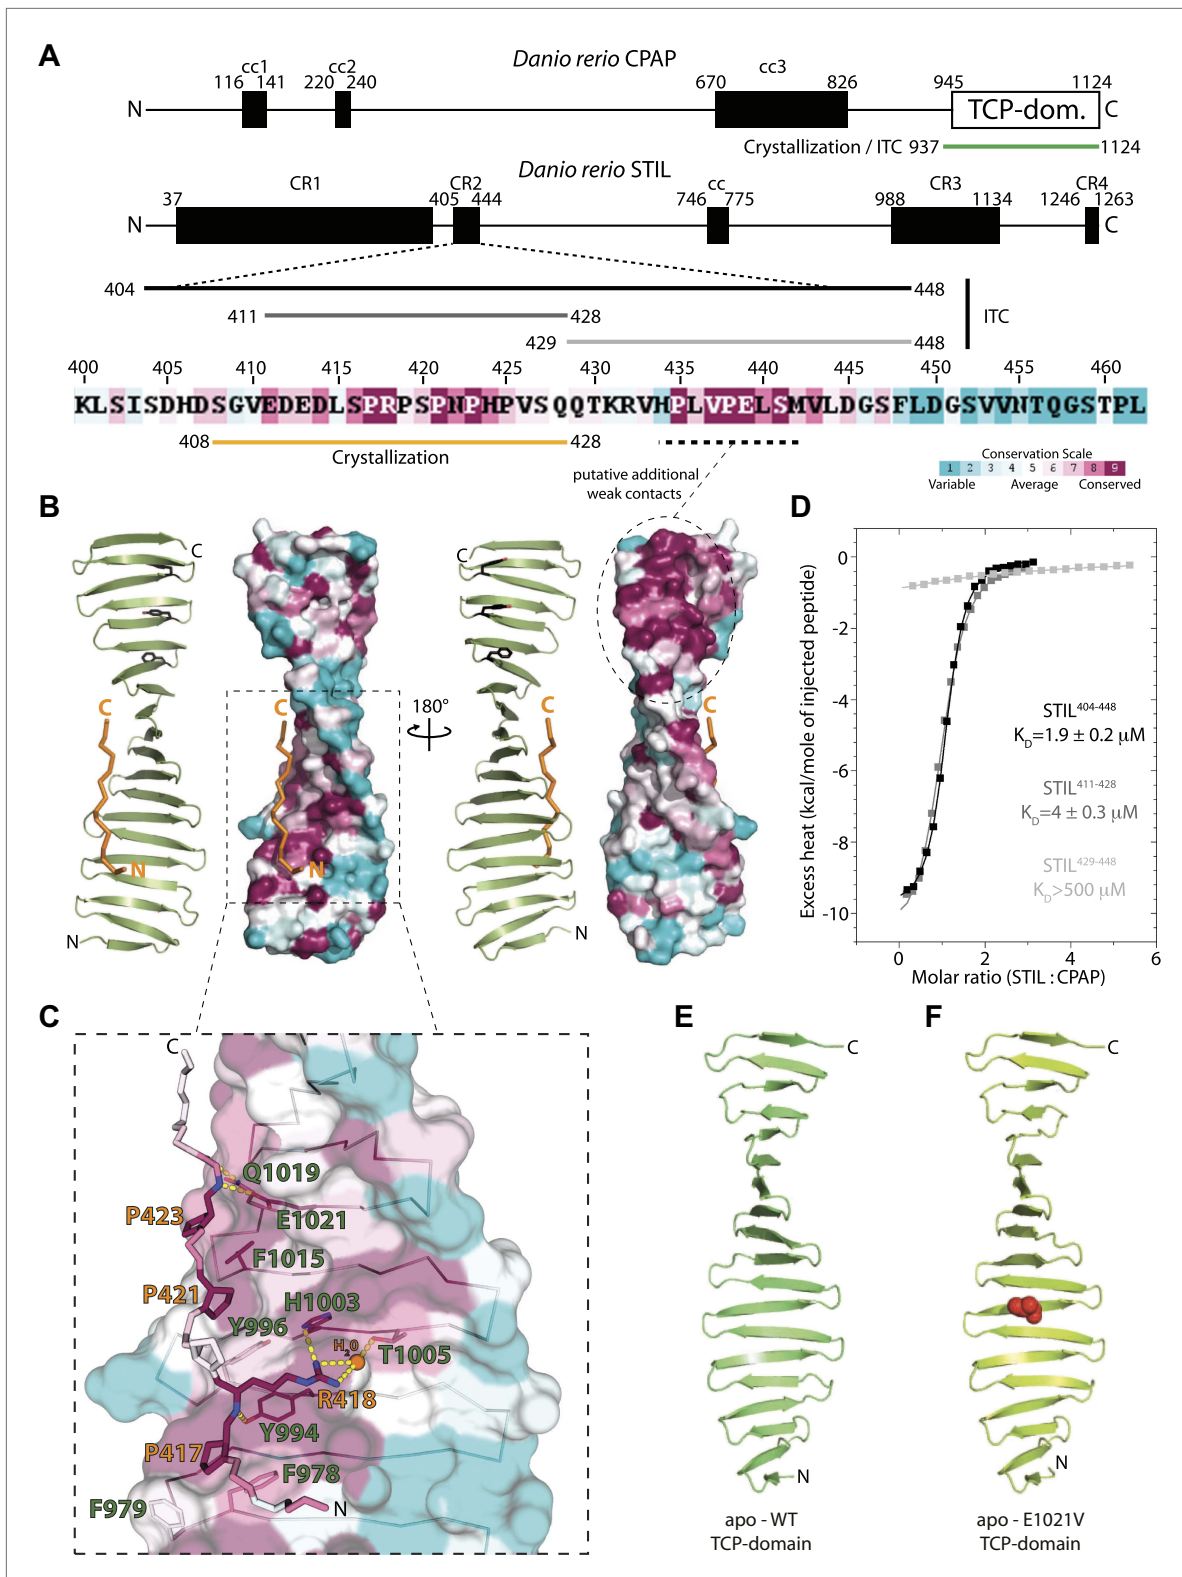 A
Danio rerio CPAP
cc1 cc2 cc3
116 141 220 240 670 826 945 1124
N TCP-dom. C
Crystallization / ITC 937 1124
Danio rerio STIL
CR1 CR2 cc CR3 CR4
37 405 444 746 775 988 1134 1246 1263
N C
404 448
411 428 ITC
429 448
400 405 410 415 420 425 430 435 440 445 450 455 460
KLSISDHDSGVEDEDLSPRPSPNPHPVSQQTKRVHPLVPELSMVLDGSFLDGSVVNTQGSTPL
408 428
Crystallization
putative additional
weak contacts
Conservation Scale
1 2 3 4 5 6 7 8 9
Variable Average Conserved
B
C
C
N
N
C
N
180°
C
C
N
N
C
D
Excess heat (kcal/mole of injected peptide)
0
-2
-4
-6
-8
-10
STIL404-448
KD=1.9 ± 0.2 µM
STIL411-428
KD=4 ± 0.3 µM
STIL429-448
KD>500 µM
0 2 4 6
Molar ratio (STIL : CPAP)
C
C
Q1019
P423
E1021
F1015
P421
H1003
Y996
H2O
T1005
R418
Y994
P417
F978
F979
N
E
C
N
apo - WT
TCP-domain
F
C
N
apo - E1021V
TCP-domain